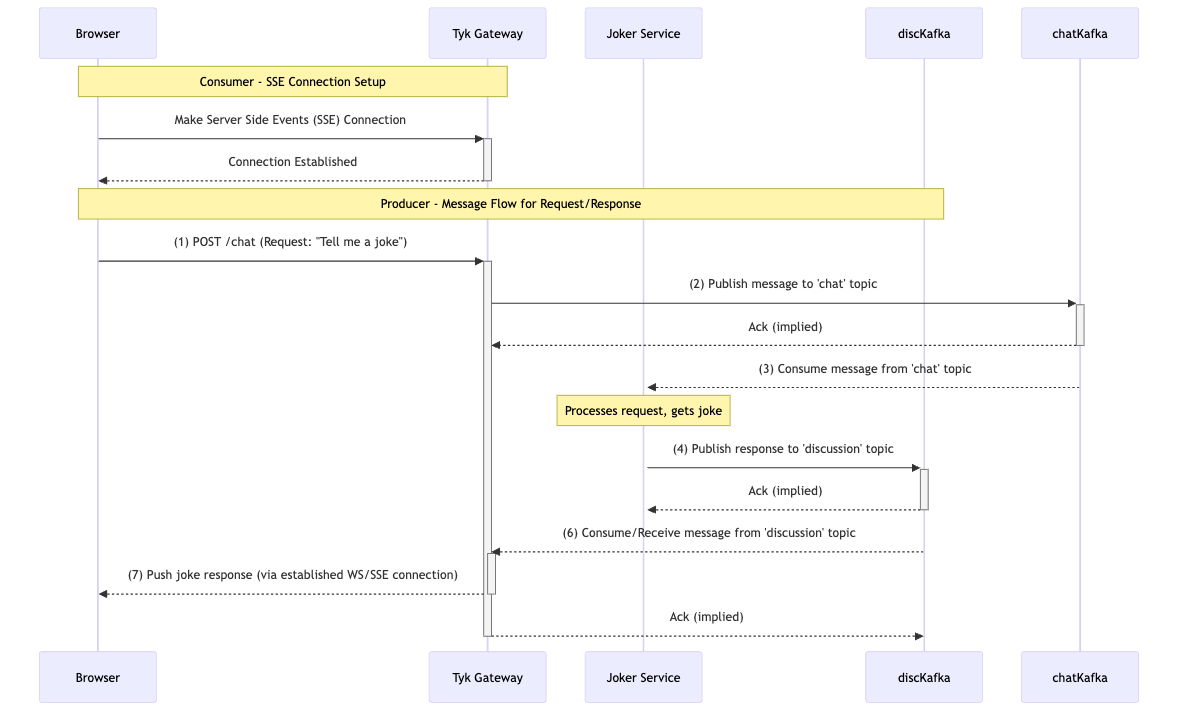 Browser
Tyk Gateway
Joker Service
discKafka
chatKafka
Consumer - SSE Connection Setup
Make Server Side Events (SSE) Connection
Connection Established
Producer - Message Flow for Request/Response
(1) POST /chat (Request: "Tell me a joke")
(2) Publish message to 'chat' topic
Ack (implied)
(3) Consume message from 'chat' topic
Processes request, gets joke
(4) Publish response to 'discussion' topic
Ack (implied)
(6) Consume/Receive message from 'discussion' topic
(7) Push joke response (via established WS/SSE connection)
Ack (implied)
Browser
Tyk Gateway
Joker Service
discKafka
chatKafka